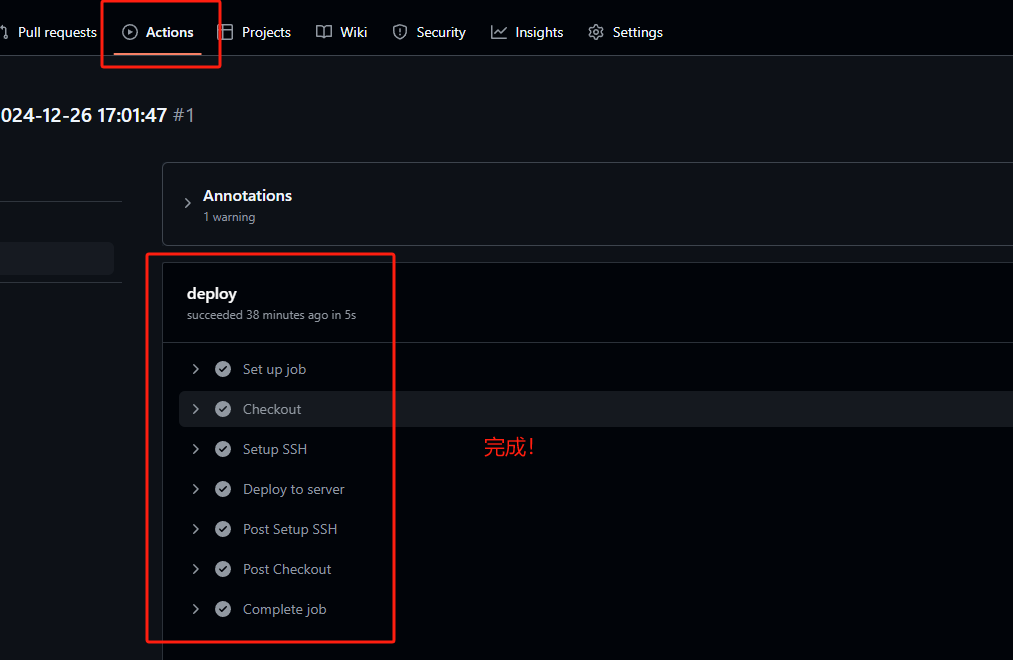 Pull requests Actions Projects Wiki Security Insights Settings
024-12-26 17:01:47 #1
Annotations
1 warning
deploy
succeeded 38 minutes ago in 5s
Set up job
Checkout
Setup SSH
完成!
Deploy to server
Post Setup SSH
Post Checkout
Complete job